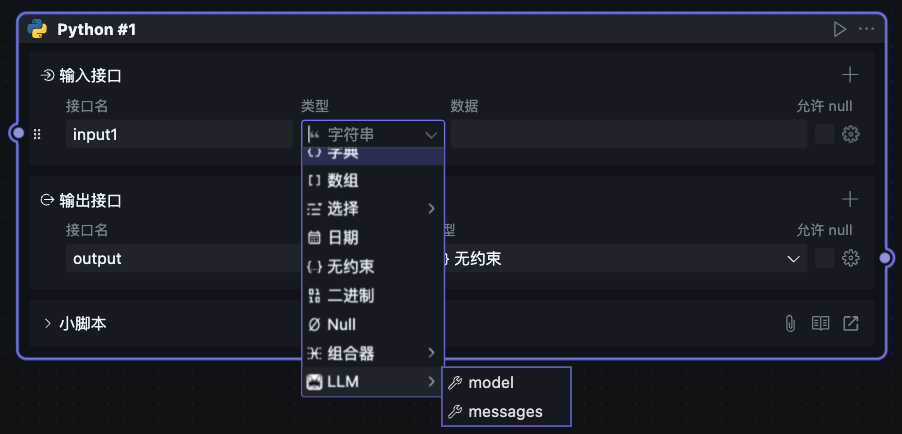 Python #1
输入接口
接口名 类型 数据 允许 null
input1 字符串
字典
数组
输出接口
选择
接口名 型 允许 null
日期
output 无约束
无约束
二进制
小脚本
Null
组合器
LLM
model
messages